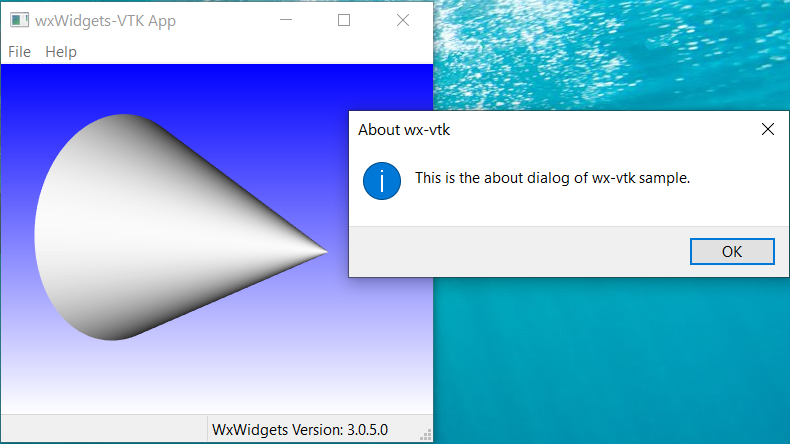 wxWidgets-VTK App
File Help
About wx-vtk
This is the about dialog of wx-vtk sample.
OK
WxWidgets Version: 3.0.5.0